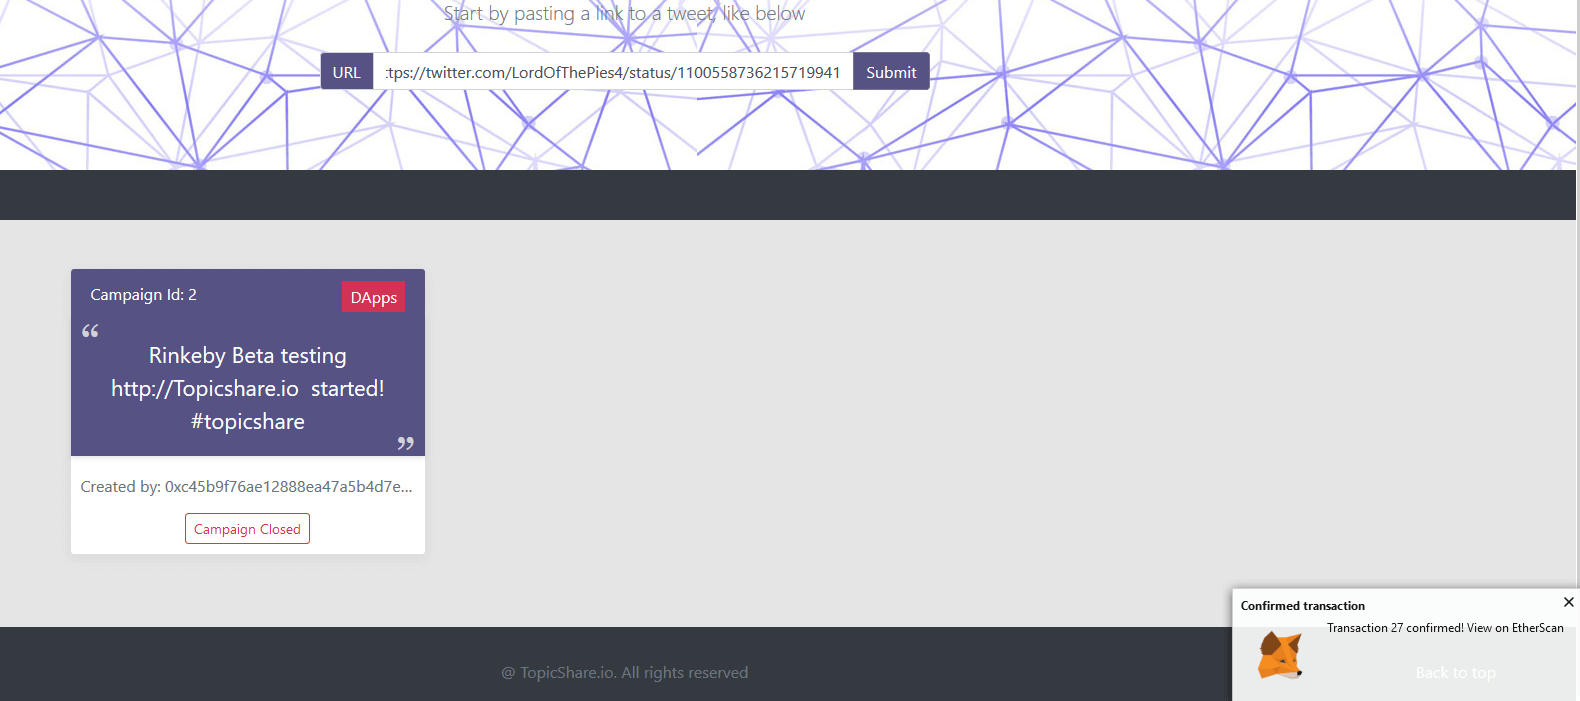 Start by pasting a link to a tweet, like below
URL
:tps://twitter.com/LordOfThePies4/status/1100558736215719941
Submit
Campaign Id: 2
DApps
“
Rinkeby Beta testing
http://Topicshare.io started!
#topicshare
”
Created by: 0xc45b9f76ae12888ea47a5b4d7e...
Campaign Closed
Confirmed transaction
Transaction 27 confirmed! View on EtherScan
@ TopicShare.io. All rights reserved
Back to top